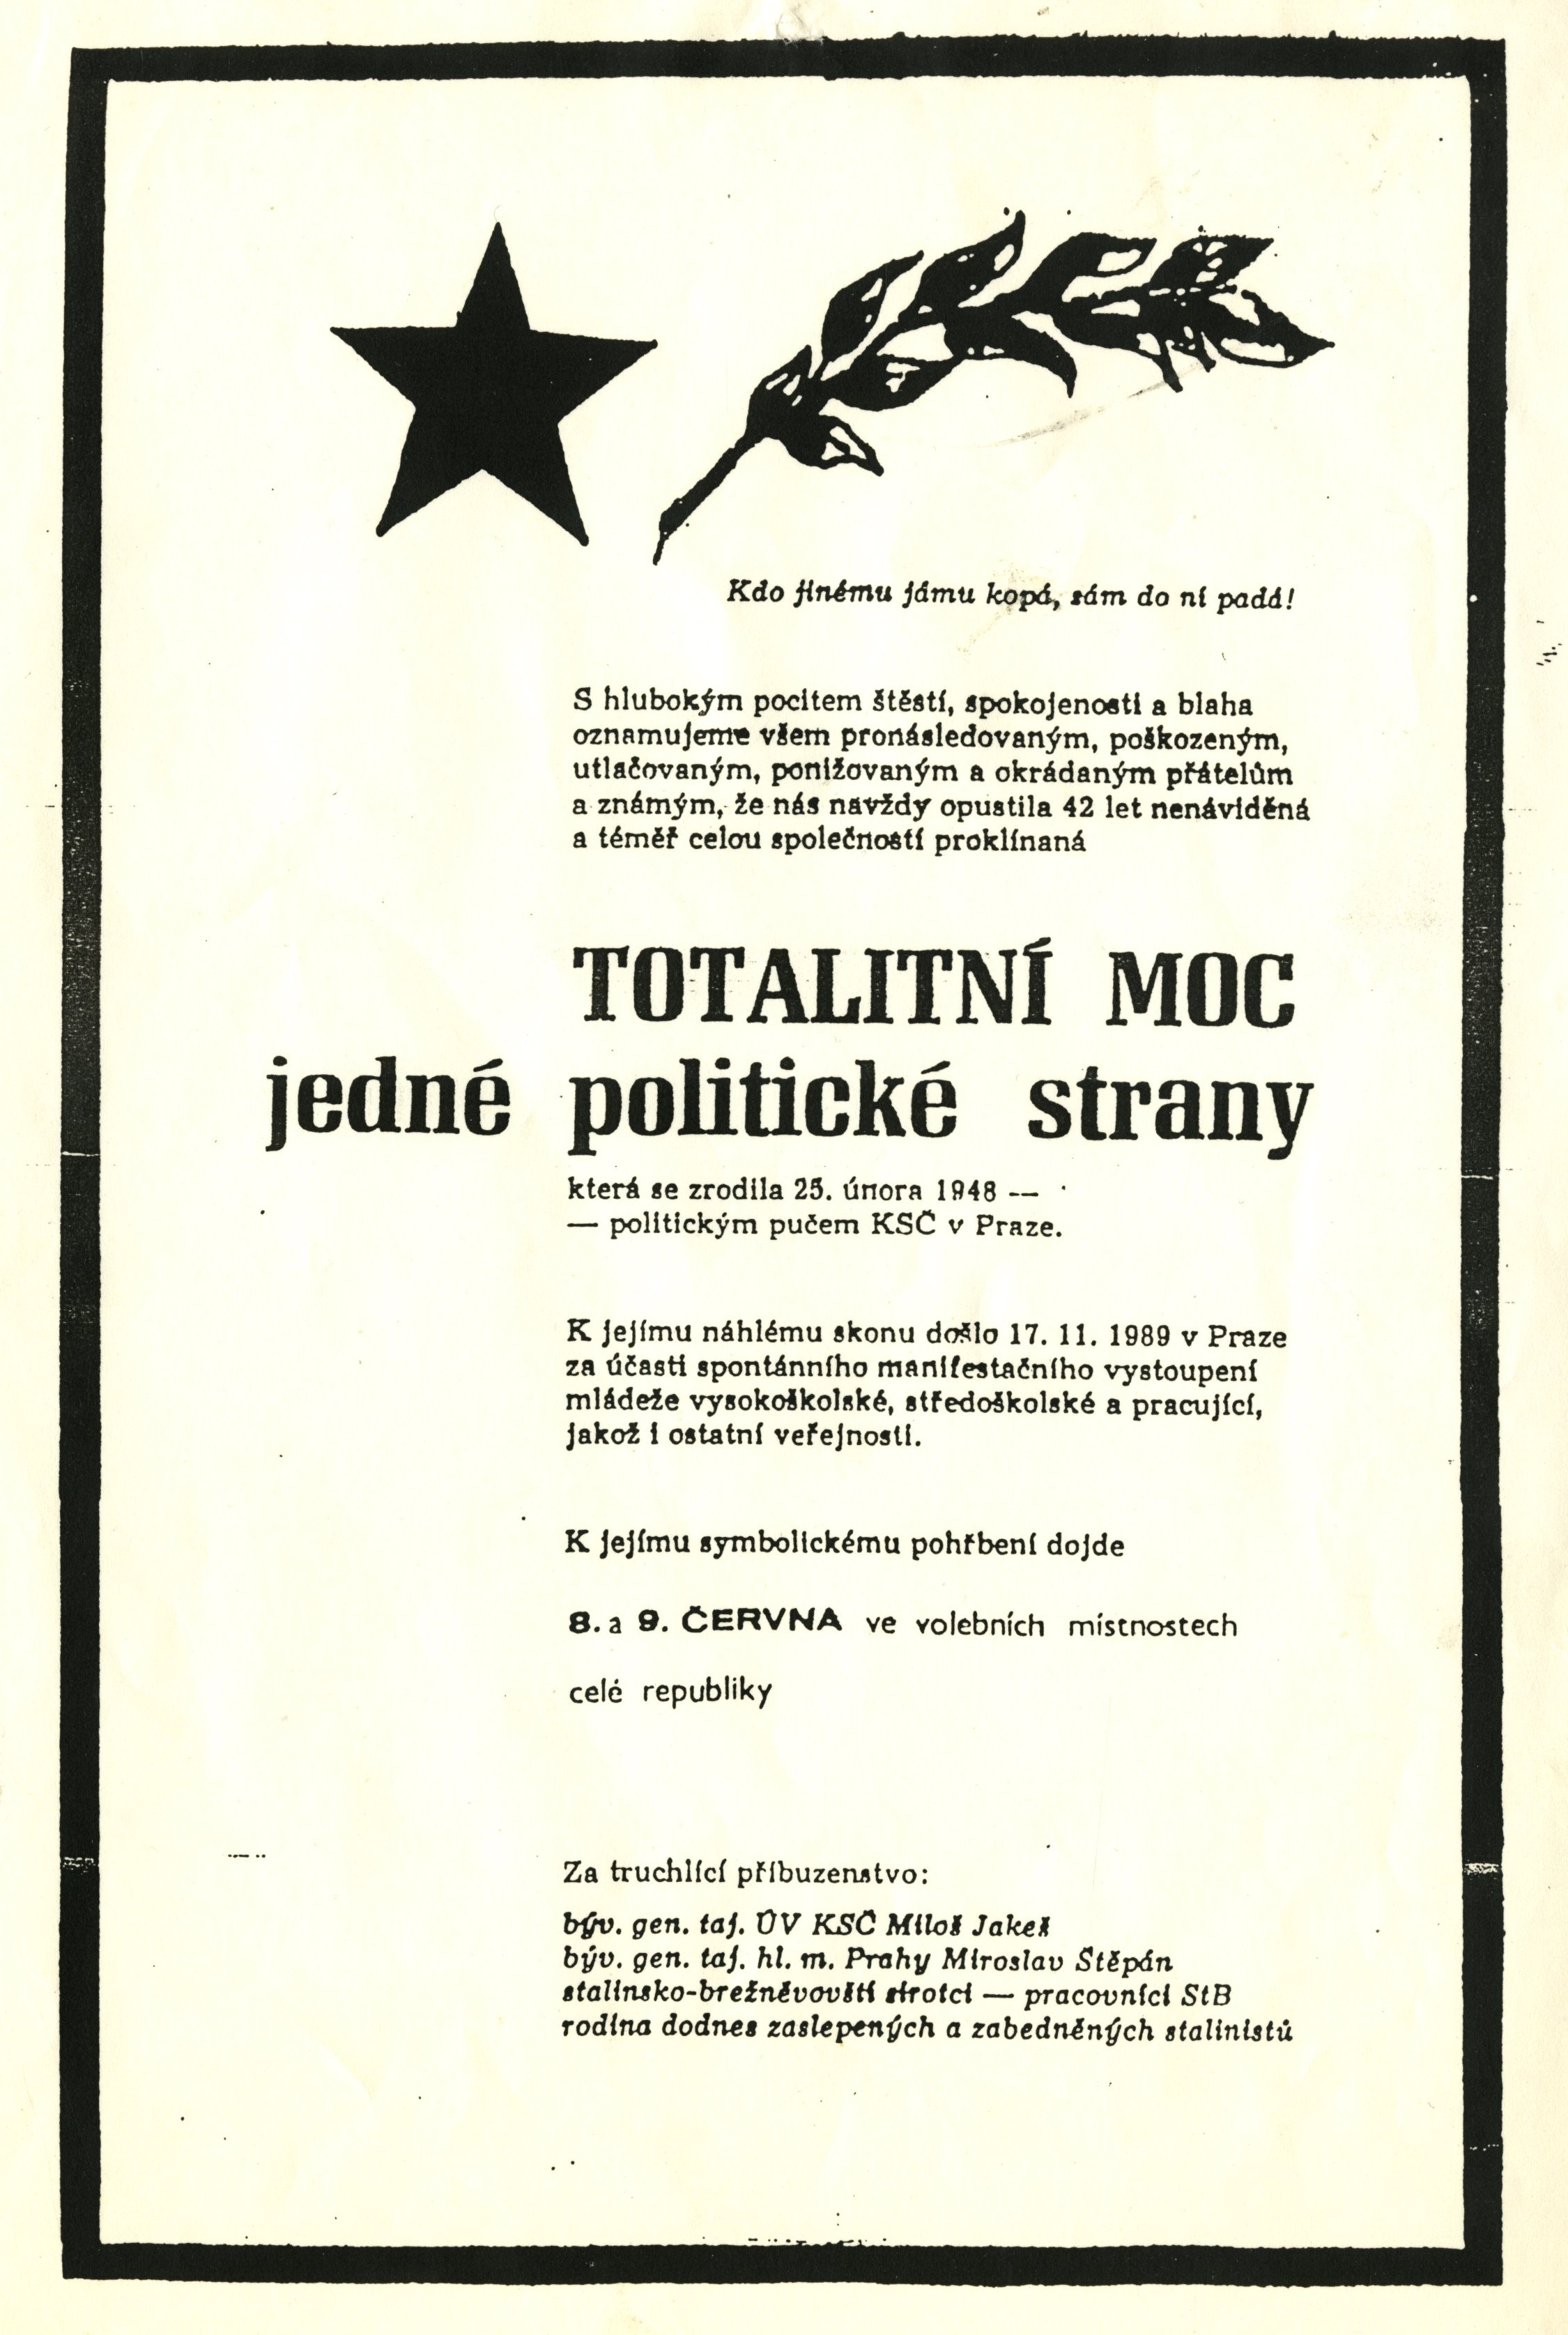 Kdo jinému jámu kopá, sám do ní padá!
S hlubokým pocitem štěstí, spokojenosti a blaha
oznamujeme všem pronásledovaným, poškozeným,
utlačovaným, ponižovaným a okrádaným přátelům
a známým, že nás navždy opustila 42 let nenáviděná
a téměř celou společností proklínaná
TOTALITNÍ MOC
jedné politické strany
která se zrodila 25. února 1948 —
— politickým pučem KSČ v Praze.
K jejímu náhlému skonu došlo 17. 11. 1989 v Praze
za účasti spontánního manifestačního vystoupení
mládeže vysokoškolské, středoškolské a pracující,
jakož i ostatní veřejnosti.
K jejímu symbolickému pohřbení dojde
8. a 9. ČERVNA ve volebních místnostech
celé republiky
Za truchlící příbuzenstvo:
býv. gen. taj. ÚV KSČ Miloš Jakeš
býv. gen. taj. hl. m. Prahy Miroslav Štěpán
stalinsko-brežněvovští sirotci — pracovníci StB
rodina dodnes zaslepených a zabedněných stalinistů